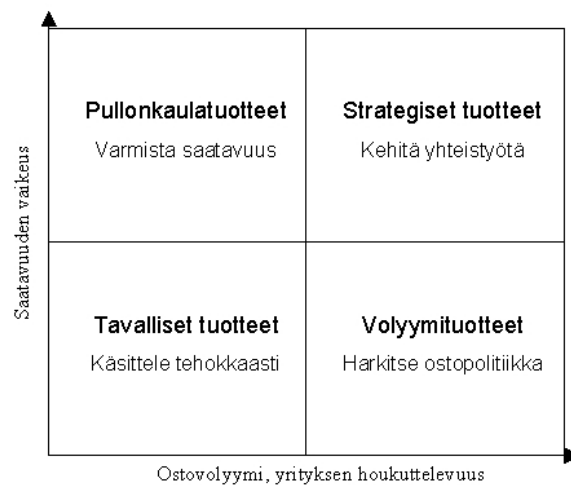 Pullonkaulatuotteet
Varmista saatavuus
Strategiset tuotteet
Kehitä yhteistyötä
Saatavuuden vaikeus
Tavalliset tuotteet
Käsittele tehokkaasti
Volyymituotteet
Harkitse ostopolitiikka
Ostovolyymi, yrityksen houkuttelevuus